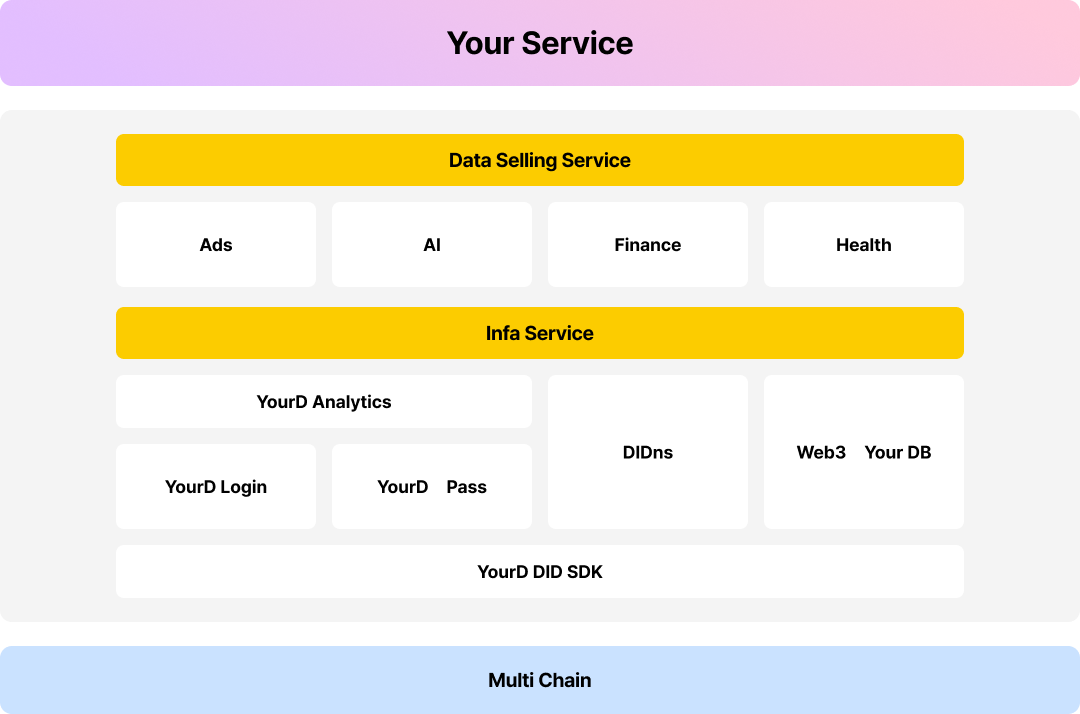 Your Service
Data Selling Service
Ads
AI
Finance
Health
Infa Service
YourD Analytics
DIDns
Web3 Your DB
YourD Login
YourD Pass
YourD DID SDK
Multi Chain